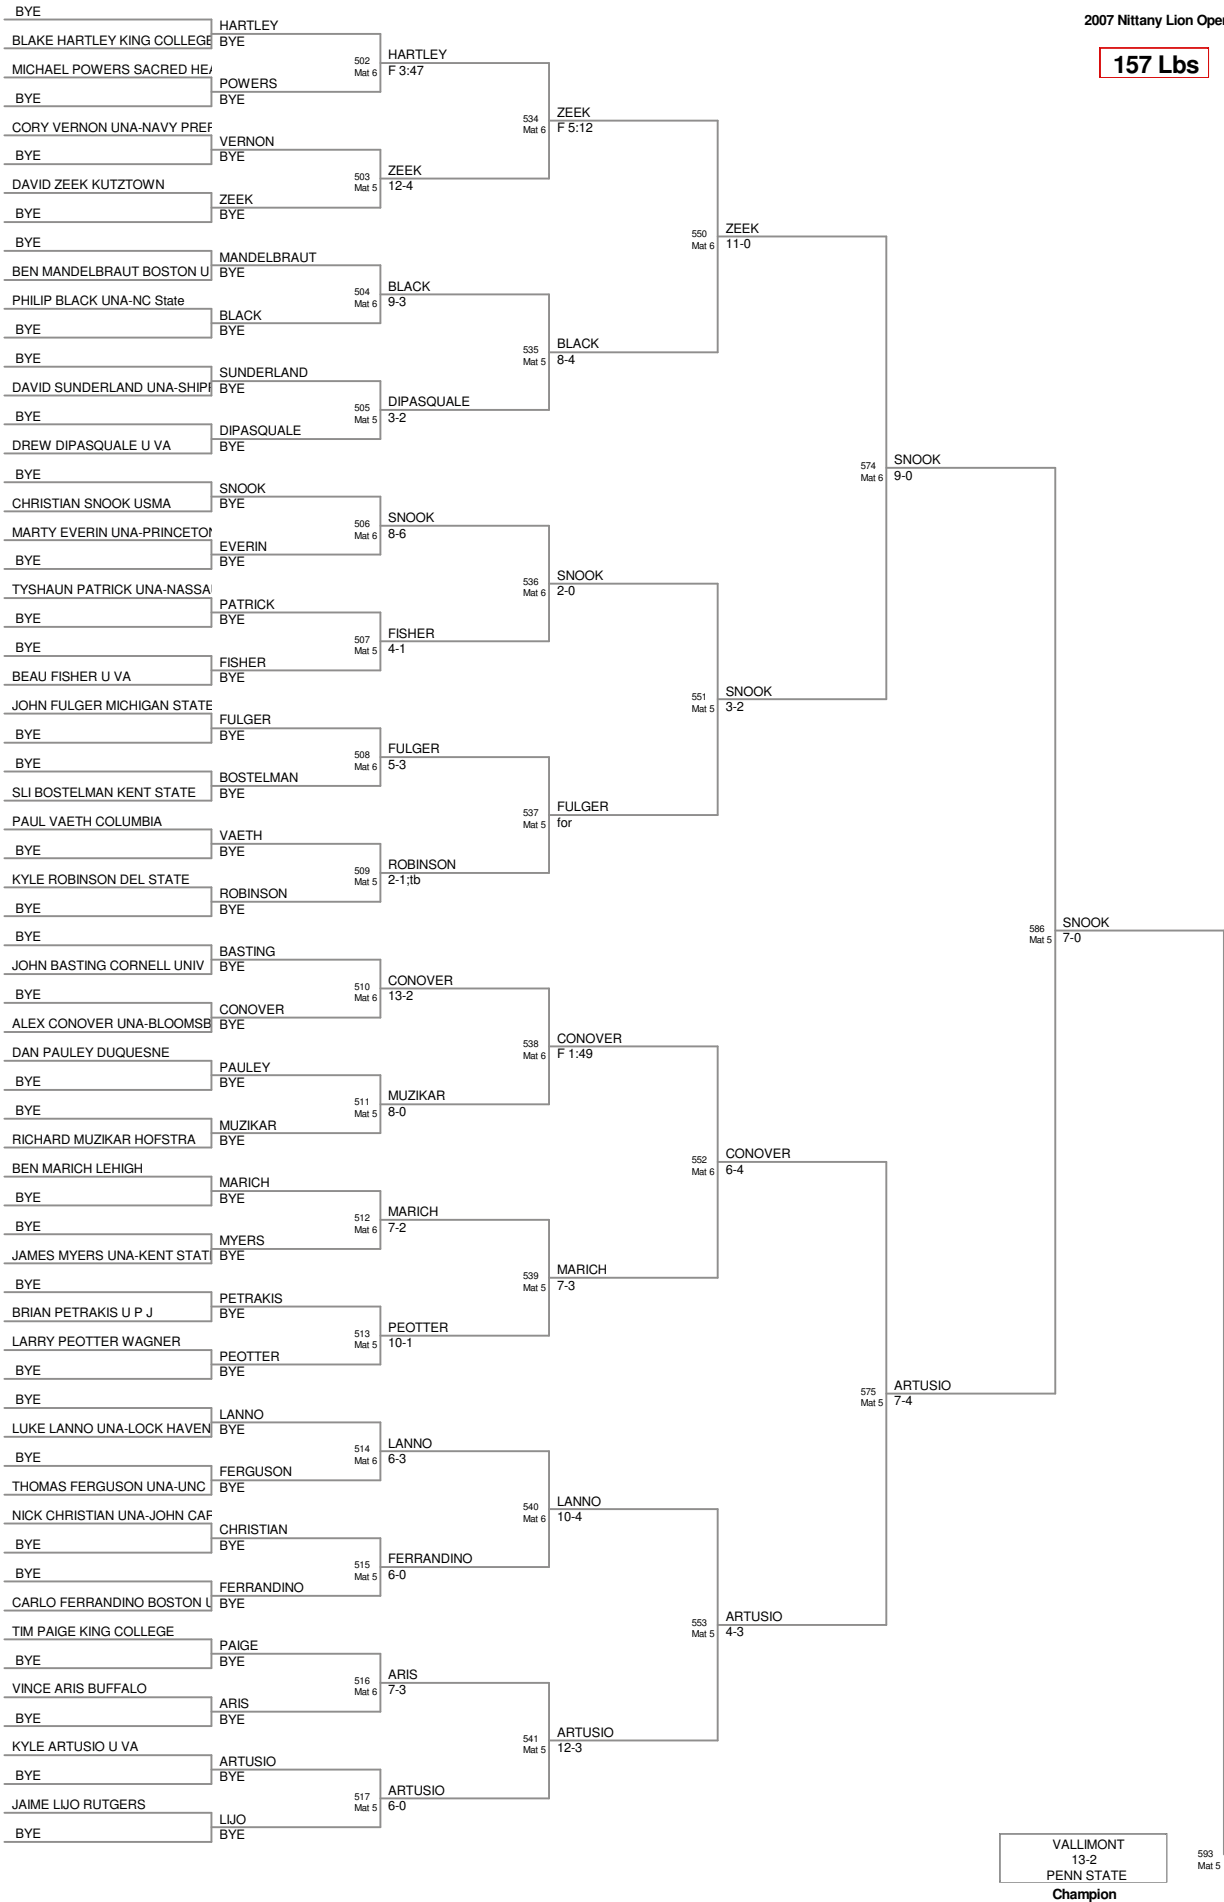 2007 Nittany Lion Open
157 Lbs
BYE
HARTLEY
BLAKE HARTLEY KING COLLEGE
BYE
502
Mat 6
HARTLEY
F 3:47
MICHAEL POWERS SACRED HEA
POWERS
BYE
BYE
534
Mat 6
ZEEK
F 5:12
CORY VERNON UNA-NAVY PREP
VERNON
BYE
BYE
503
Mat 5
ZEEK
12-4
DAVID ZEEK KUTZTOWN
ZEEK
BYE
BYE
550
Mat 6
ZEEK
11-0
BYE
MANDELBRAUT
BEN MANDELBRAUT BOSTON U
BYE
504
Mat 6
BLACK
9-3
PHILIP BLACK UNA-NC State
BLACK
BYE
BYE
535
Mat 5
BLACK
8-4
BYE
SUNDERLAND
DAVID SUNDERLAND UNA-SHIPP
BYE
505
Mat 5
DIPASQUALE
3-2
BYE
DIPASQUALE
DREW DIPASQUALE U VA
BYE
574
Mat 6
SNOOK
9-0
BYE
SNOOK
CHRISTIAN SNOOK USMA
BYE
506
Mat 6
SNOOK
8-6
MARTY EVERIN UNA-PRINCETON
EVERIN
BYE
BYE
536
Mat 6
SNOOK
2-0
TYSHAUN PATRICK UNA-NASSAU
PATRICK
BYE
BYE
507
Mat 5
FISHER
4-1
BYE
FISHER
BEAU FISHER U VA
BYE
551
Mat 5
SNOOK
3-2
JOHN FULGER MICHIGAN STATE
FULGER
BYE
BYE
508
Mat 6
FULGER
5-3
BYE
BOSTELMAN
SLI BOSTELMAN KENT STATE
BYE
537
Mat 5
FULGER
for
PAUL VAETH COLUMBIA
VAETH
BYE
BYE
509
Mat 5
ROBINSON
2-1;tb
KYLE ROBINSON DEL STATE
ROBINSON
BYE
BYE
586
Mat 5
SNOOK
7-0
BYE
BASTING
JOHN BASTING CORNELL UNIV
BYE
510
Mat 6
CONOVER
13-2
BYE
CONOVER
ALEX CONOVER UNA-BLOOMSB
BYE
538
Mat 6
CONOVER
F 1:49
DAN PAULEY DUQUESNE
PAULEY
BYE
BYE
511
Mat 5
MUZIKAR
8-0
BYE
MUZIKAR
RICHARD MUZIKAR HOFSTRA
BYE
552
Mat 6
CONOVER
6-4
BEN MARICH LEHIGH
MARICH
BYE
BYE
512
Mat 6
MARICH
7-2
BYE
MYERS
JAMES MYERS UNA-KENT STATE
BYE
539
Mat 5
MARICH
7-3
BYE
PETRAKIS
BRIAN PETRAKIS U P J
BYE
513
Mat 5
PEOTTER
10-1
LARRY PEOTTER WAGNER
PEOTTER
BYE
BYE
575
Mat 5
ARTUSIO
7-4
BYE
LANNO
LUKE LANNO UNA-LOCK HAVEN
BYE
514
Mat 6
LANNO
6-3
BYE
FERGUSON
THOMAS FERGUSON UNA-UNC
BYE
540
Mat 6
LANNO
10-4
NICK CHRISTIAN UNA-JOHN CAR
CHRISTIAN
BYE
BYE
515
Mat 5
FERRANDINO
6-0
BYE
FERRANDINO
CARLO FERRANDINO BOSTON U
BYE
553
Mat 5
ARTUSIO
4-3
TIM PAIGE KING COLLEGE
PAIGE
BYE
BYE
516
Mat 6
ARIS
7-3
VINCE ARIS BUFFALO
ARIS
BYE
BYE
541
Mat 5
ARTUSIO
12-3
KYLE ARTUSIO U VA
ARTUSIO
BYE
BYE
517
Mat 5
ARTUSIO
6-0
JAIME LIJO RUTGERS
LIJO
BYE
BYE
VALLIMONT
13-2
PENN STATE
Champion
593
Mat 5